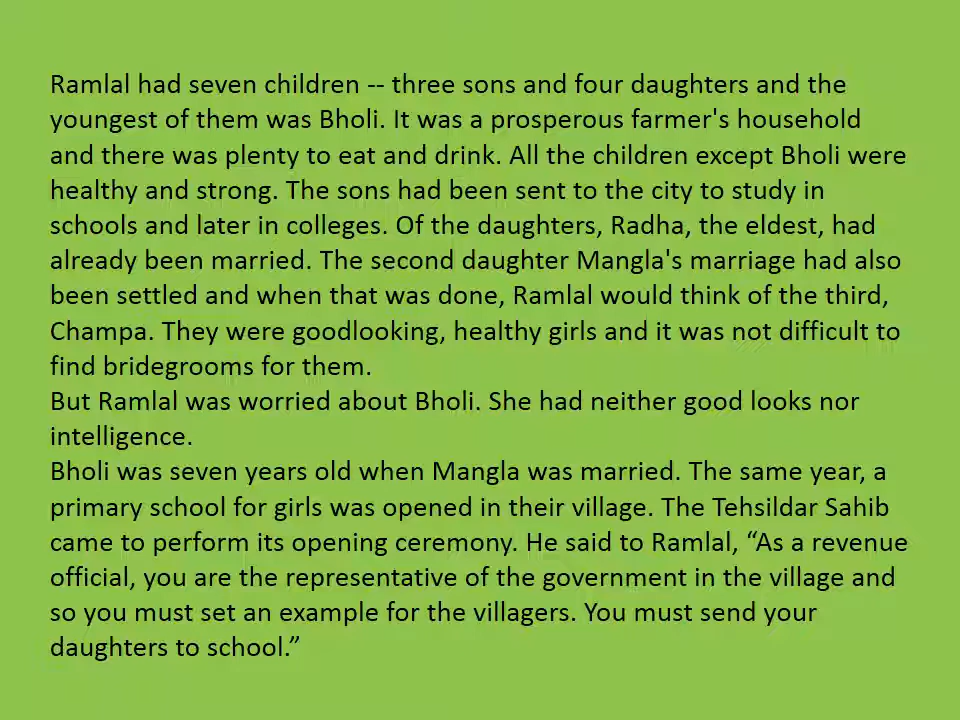 Ramlal had seven children -- three sons and four daughters and the
youngest of them was Bholi. It was a prosperous farmer's household
and there was plenty to eat and drink. All the children except Bholi were
healthy and strong. The sons had been sent to the city to study in
schools and later in colleges. Of the daughters, Radha, the eldest, had
already been married. The second daughter Mangla's marriage had also
been settled and when that was done, Ramlal would think of the third,
Champa. They were goodlooking, healthy girls and it was not difficult to
find bridegrooms for them.
But Ramlal was worried about Bholi. She had neither good looks nor
intelligence.
Bholi was seven years old when Mangla was married. The same year, a
primary school for girls was opened in their village. The Tehsildar Sahib
came to perform its opening ceremony. He said to Ramlal, “As a revenue
official, you are the representative of the government in the village and
so you must set an example for the villagers. You must send your
daughters to school.”